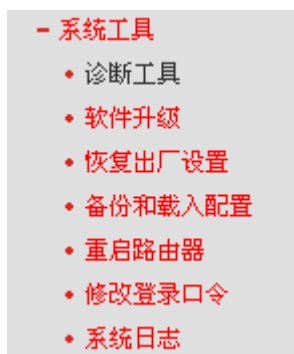 - 系统工具
• 诊断工具
• 软件升级
• 恢复出厂设置
• 备份和载入配置
• 重启路由器
• 修改登录口令
• 系统日志